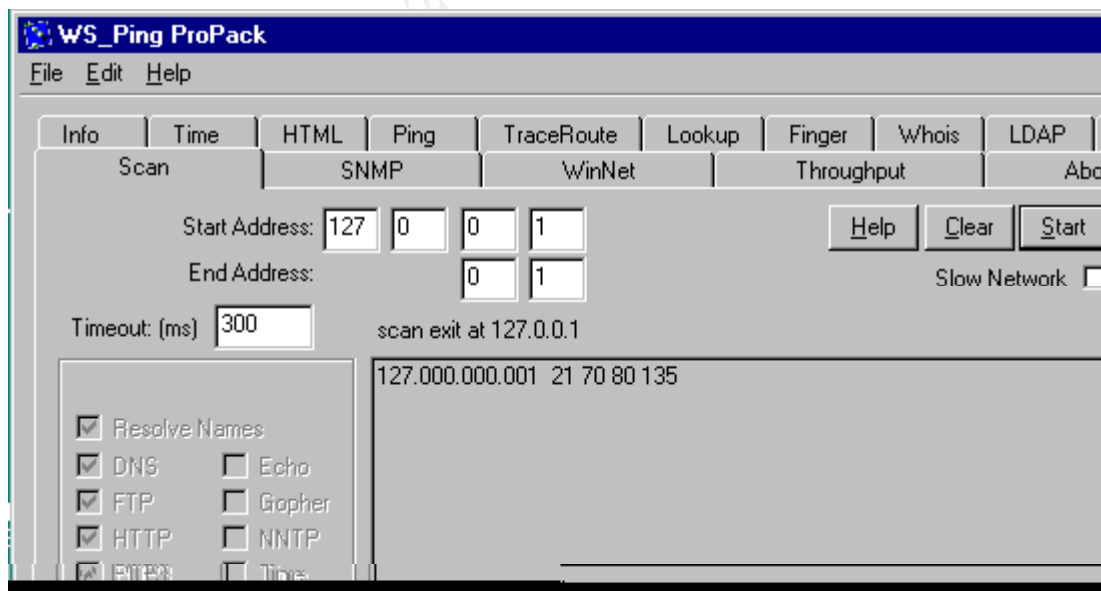 WS_Ping ProPack
File Edit Help
Info Time HTML Ping TraceRoute Lookup Finger Whois LDAP
Scan SNMP WinNet Throughput Abo
Start Address: 127 0 0 1 Help Clear Start
End Address: 0 1 Slow Network
Timeout: (ms) 300 scan exit at 127.0.0.1
127.000.000.001 21 70 80 135
Resolve Names
DNS Echo
FTP Gopher
HTTP NNTP
Time